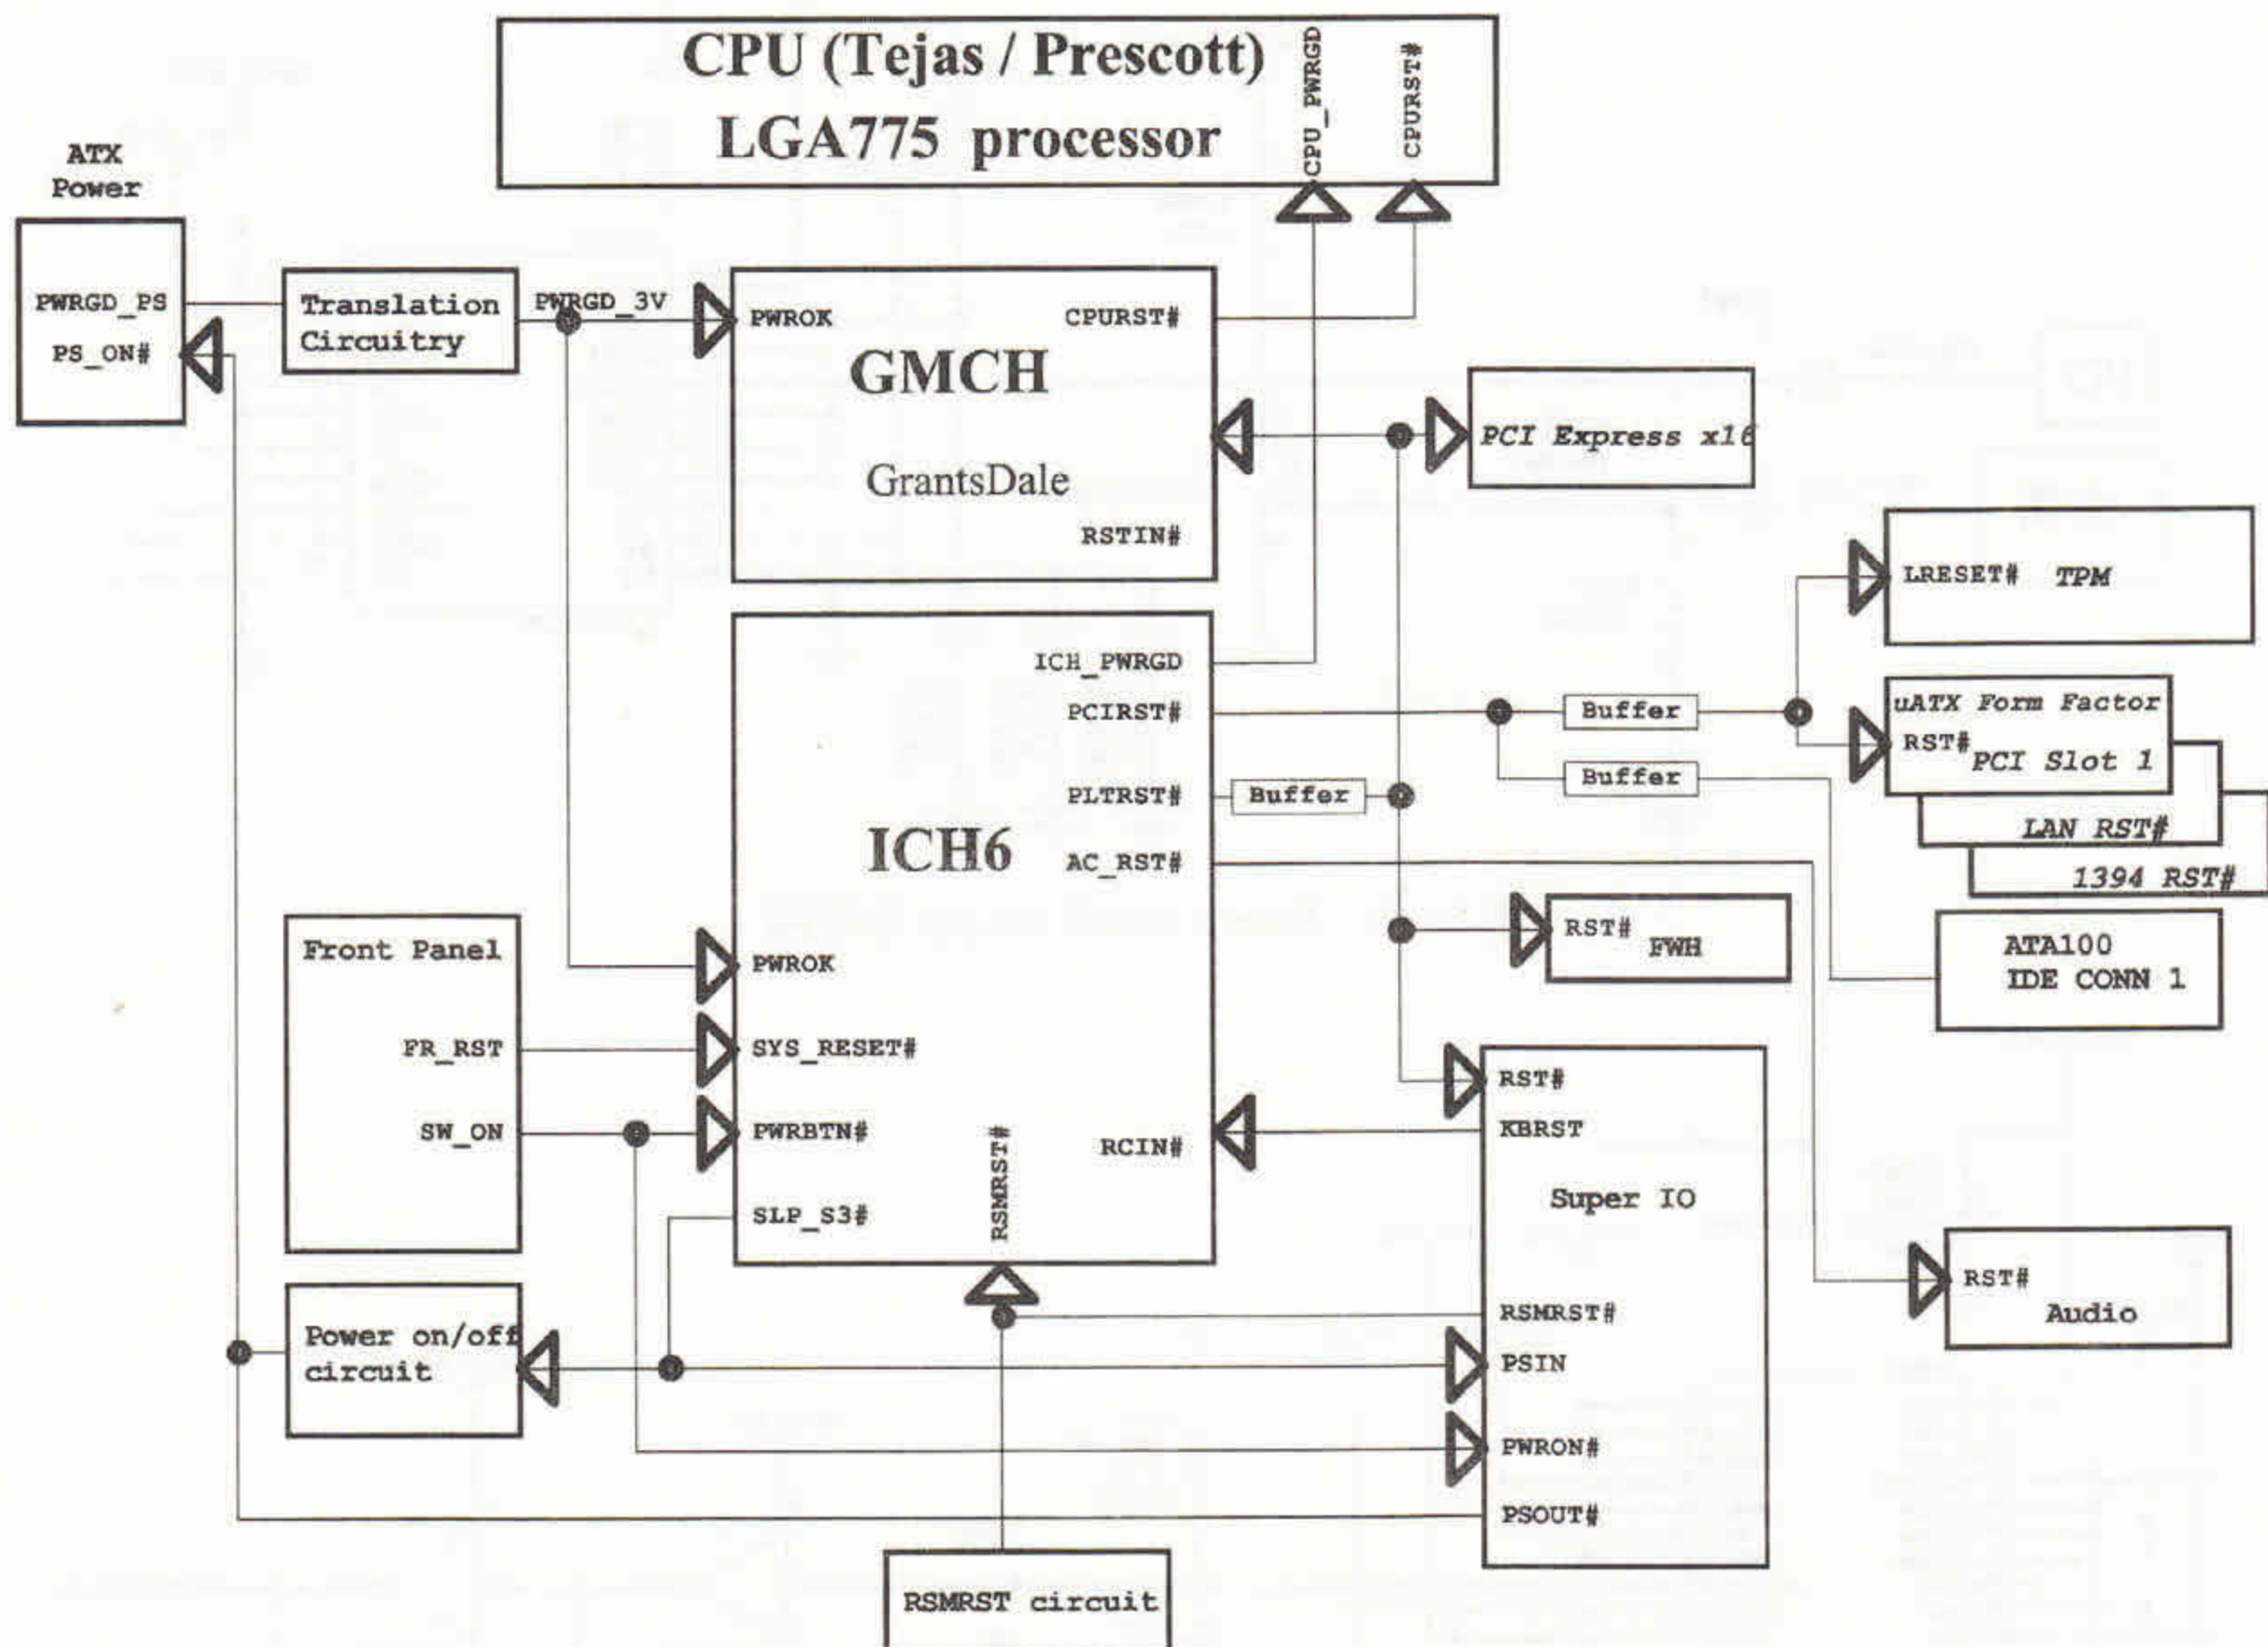 CPU (Tejas / Prescott)
LGA775 processor
CPU_PWRGD
CPURST#
ATX
Power
PWRGD_PS
PS_ON#
Translation
Circuitry
PWRGD_3V
PWROK
CPURST#
GMCH
GrantsDale
RSTIN#
PCI Express x16
LRESET# TPM
ICH_PWRGD
PCIRST#
Buffer
uATX Form Factor
RST#
PCI Slot 1
Buffer
PLTRST#
Buffer
LAN RST#
ICH6
AC_RST#
1394 RST#
RST#
FWH
ATA100
IDE CONN 1
Front Panel
PWROK
FR_RST
SYS_RESET#
SW_ON
PWRBTN#
RSMRST#
RCIN#
SLP_S3#
RST#
KBRST
Super IO
RSMRST#
PSIN
PWRON#
PSOUT#
RST#
Audio
Power on/off
circuit
RSMRST circuit